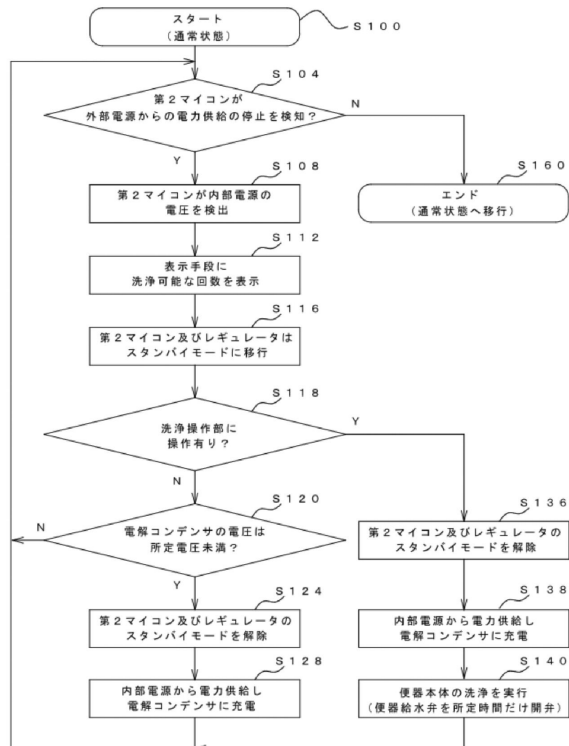 スタート
(通常状態)
S100
S104
第2マイコンが
外部電源からの電力供給の停止を検知?
N
Y
S108
第2マイコンが内部電源の
電圧を検出
S160
エンド
(通常状態へ移行)
S112
表示手段に
洗浄可能な回数を表示
S116
第2マイコン及びレギュレータは
スタンバイモードに移行
S118
洗浄操作部に
操作有り?
Y
N
S120
電解コンデンサの電圧は
所定電圧未満?
N
Y
S124
第2マイコン及びレギュレータの
スタンバイモードを解除
S128
内部電源から電力供給し
電解コンデンサに充電
S136
第2マイコン及びレギュレータの
スタンバイモードを解除
S138
内部電源から電力供給し
電解コンデンサに充電
S140
便器本体の洗浄を実行
(便器給水弁を所定時間だけ開弁)